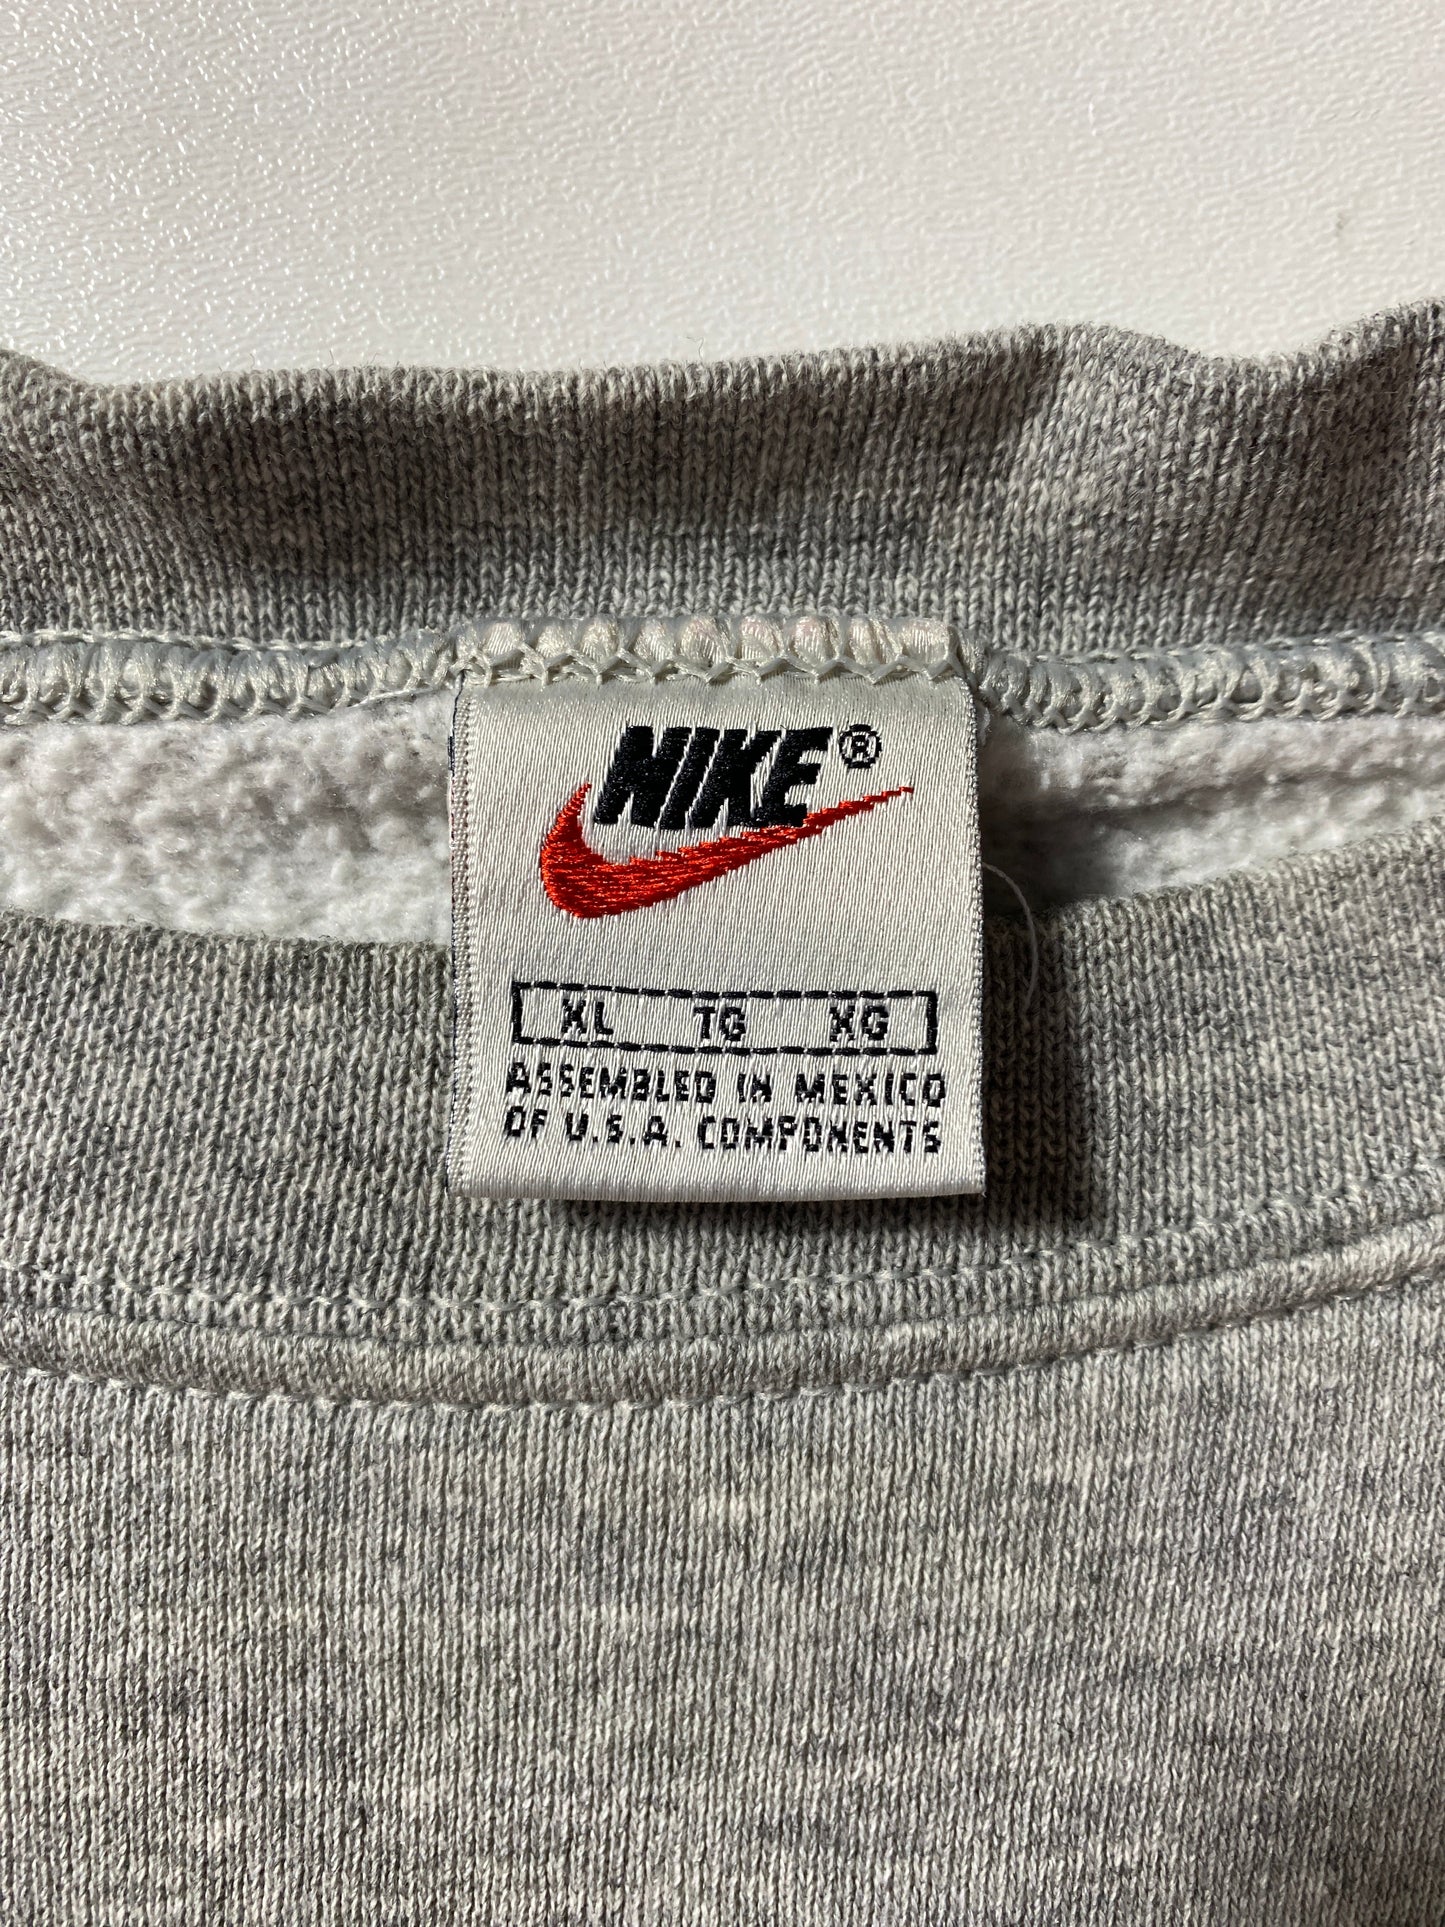 NIKE®
XL TG XG
ASSEMBLED IN MEXICO
OF U.S.A. COMPONENTS